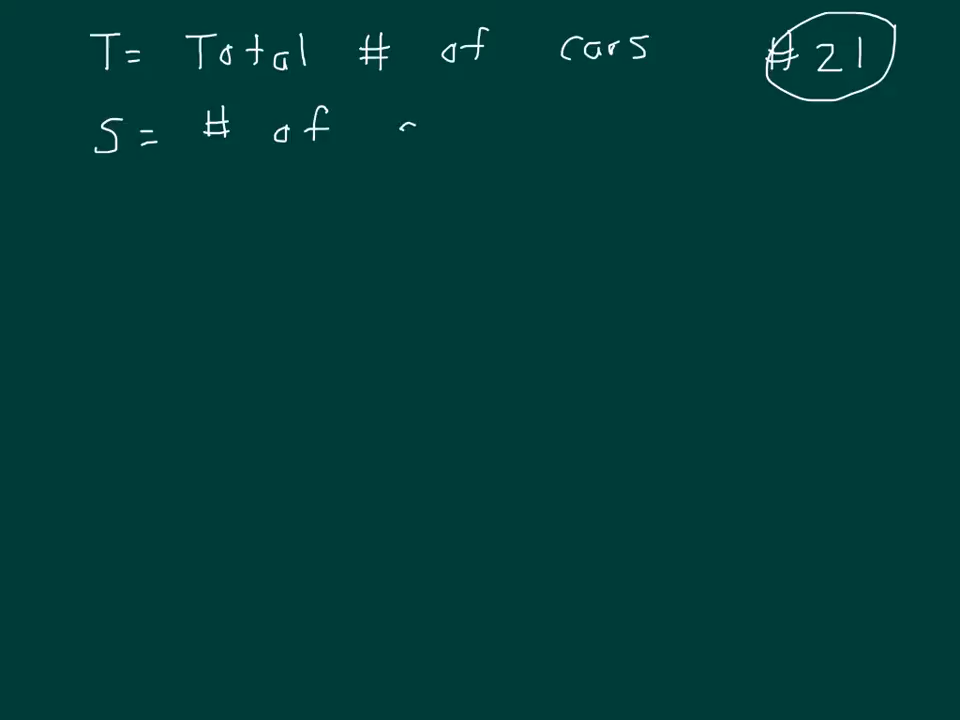 T= Total # of cars #21
S= # of